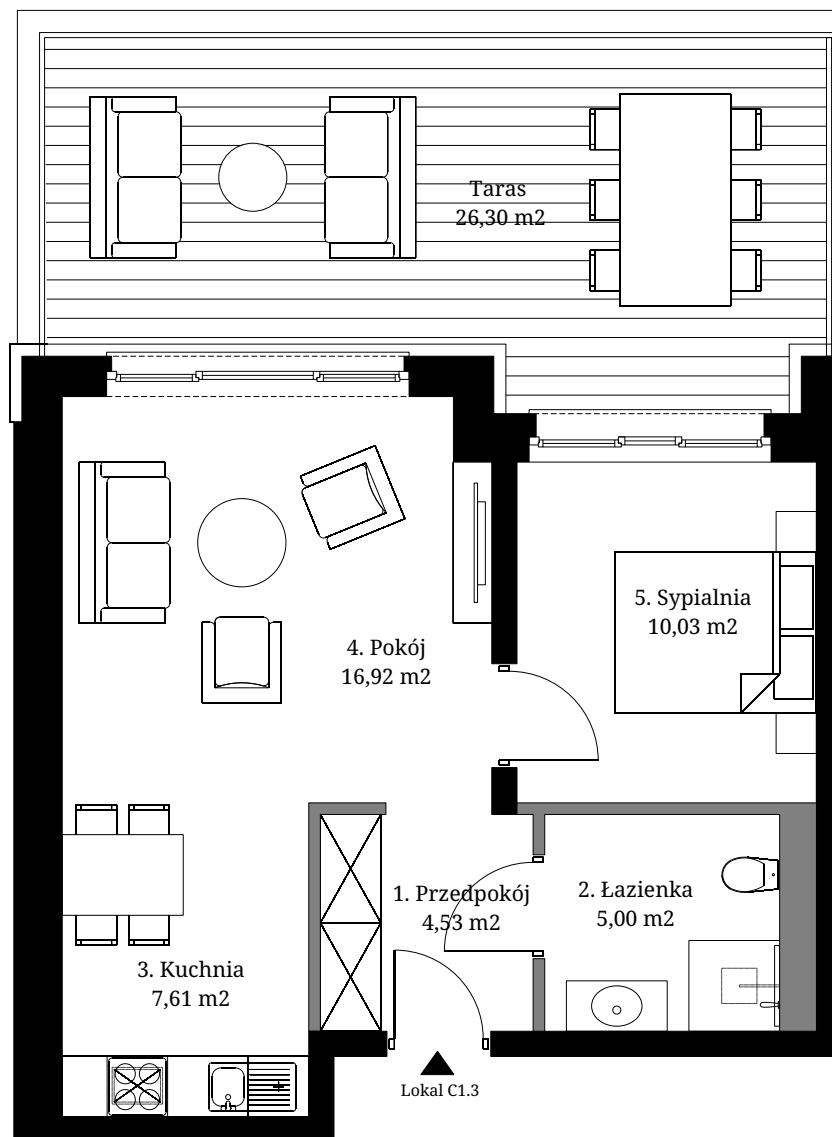 Taras
26,30 m2
5. Sypialnia
10,03 m2
4. Pokój
16,92 m2
1. Przedpokój
4,53 m2
2. Łazienka
5,00 m2
3. Kuchnia
7,61 m2
Lokal C1.3